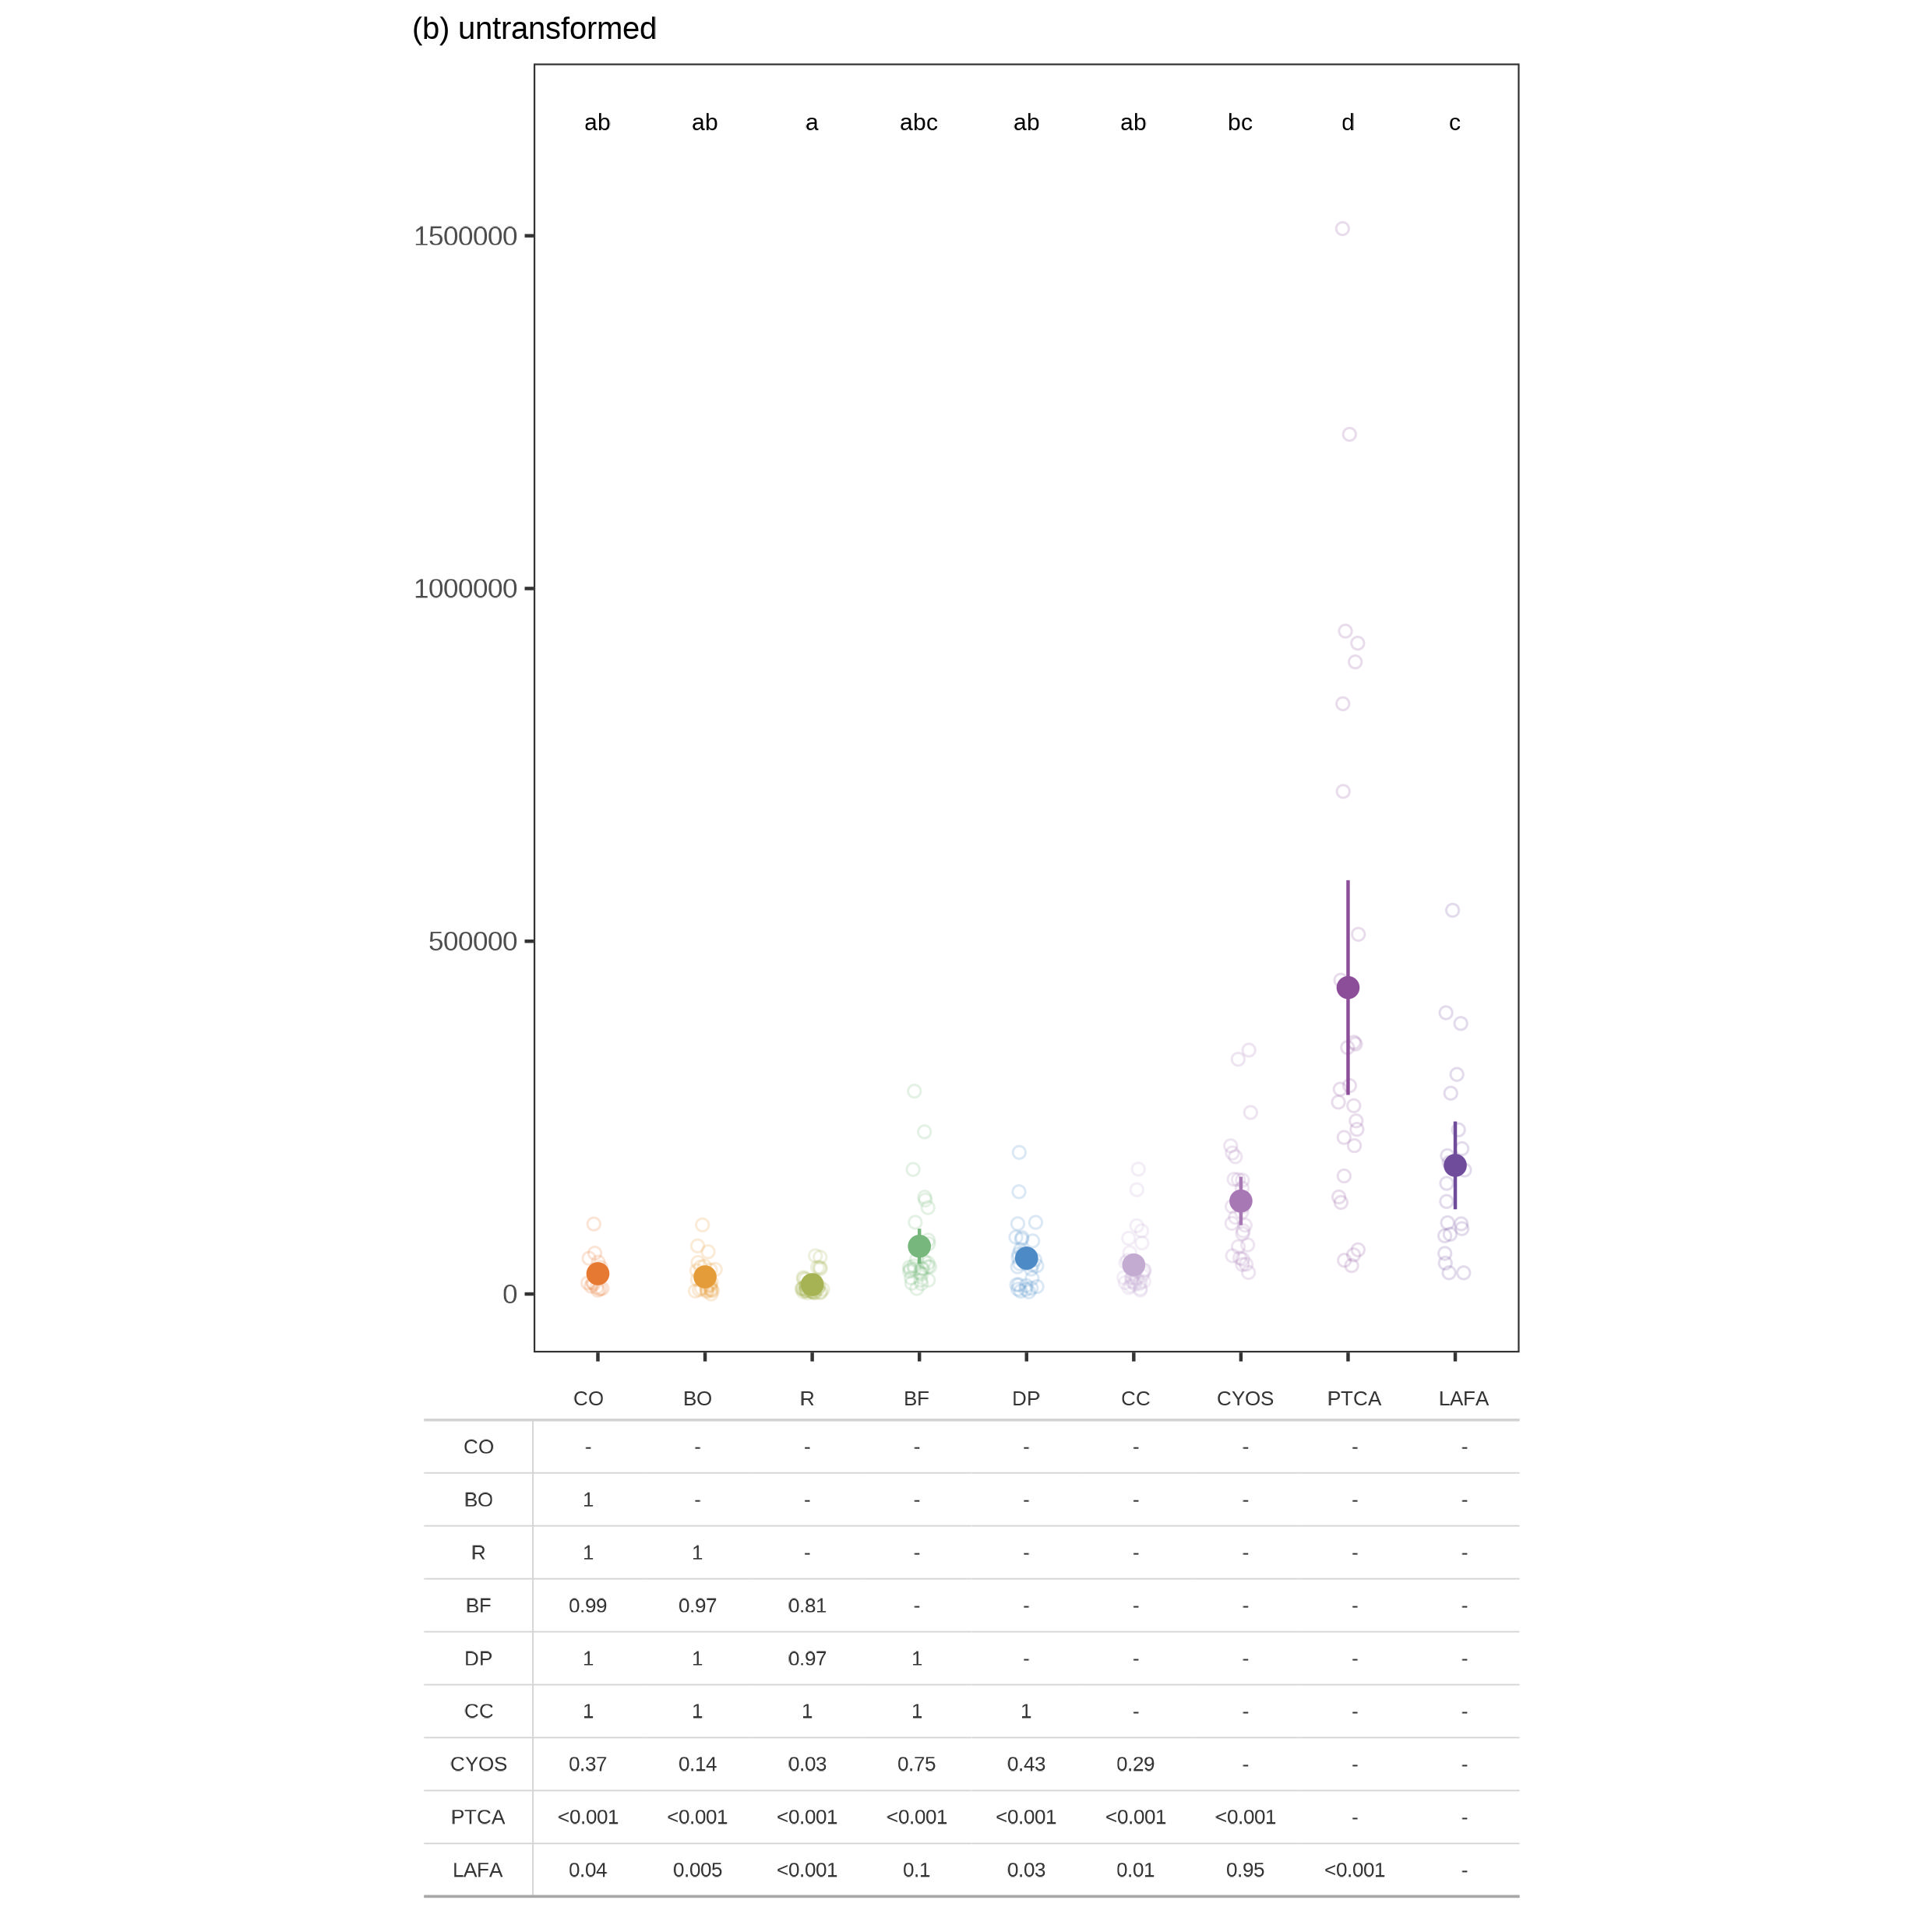 (b) untransformed
ab ab a abc ab ab bc d c
1500000
1000000
500000
0
CO BO R BF DP CC CYOS PTCA LAFA
CO - - - - - - - - -
BO 1 - - - - - - - -
R 1 1 - - - - - - -
BF 0.99 0.97 0.81 - - - - - -
DP 1 1 0.97 1 - - - - -
CC 1 1 1 1 1 - - - -
CYOS 0.37 0.14 0.03 0.75 0.43 0.29 - - -
PTCA <0.001 <0.001 <0.001 <0.001 <0.001 <0.001 <0.001 - -
LAFA 0.04 0.005 <0.001 0.1 0.03 0.01 0.95 <0.001 -